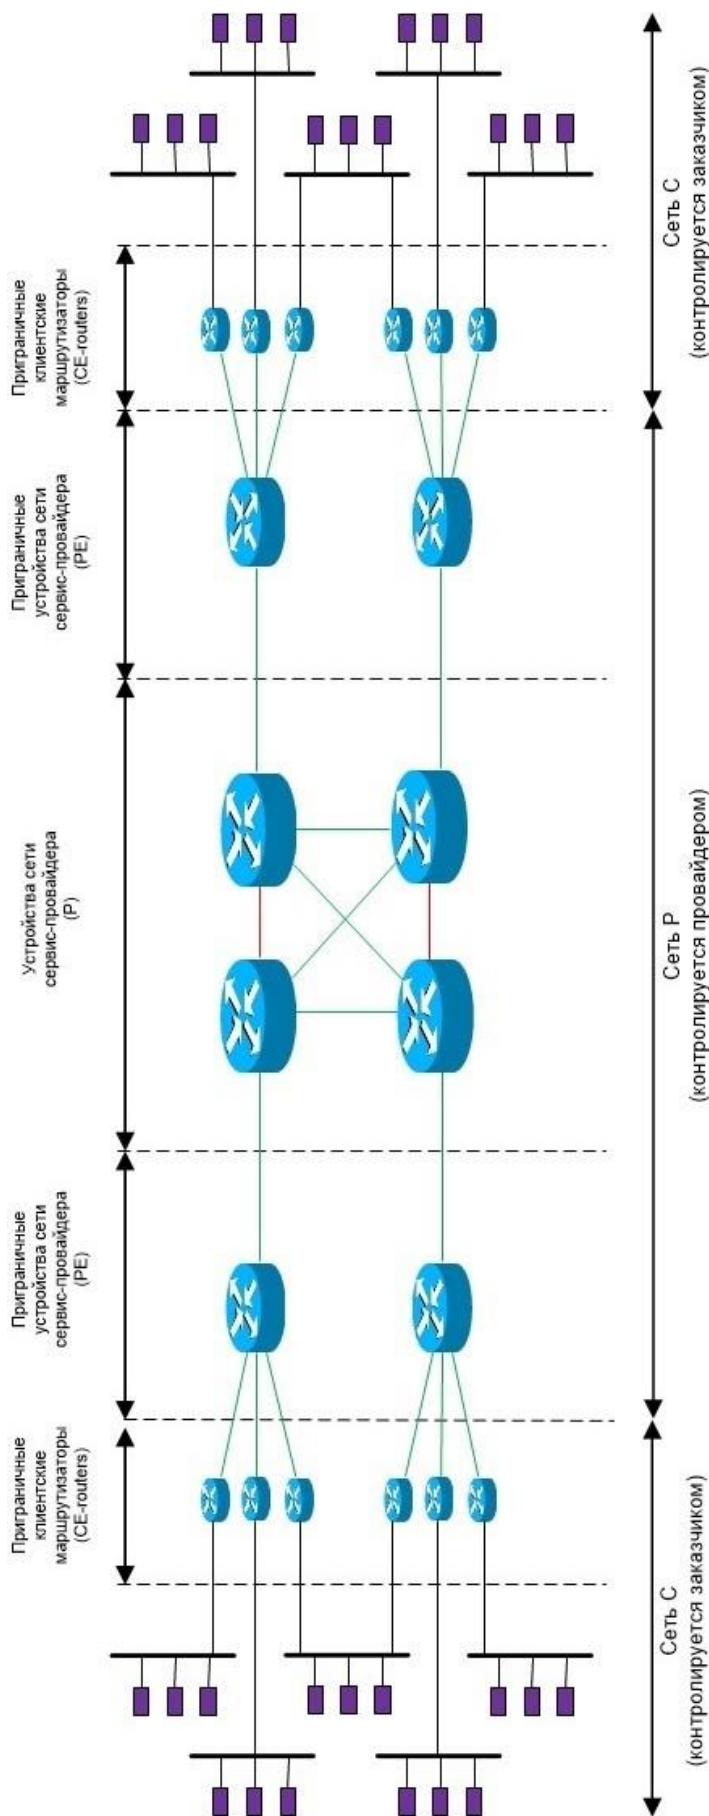 Приграничные
клиентские
маршрутизаторы
(CE-routers)
Приграничные
устройства сети
сервис-провайдера
(PE)
Устройства сети
сервис-провайдера
(P)
Приграничные
устройства сети
сервис-провайдера
(PE)
Приграничные
клиентские
маршрутизаторы
(CE-routers)
Сеть C
(контролируется заказчиком)
Сеть P
(контролируется провайдером)
Сеть C
(контролируется заказчиком)